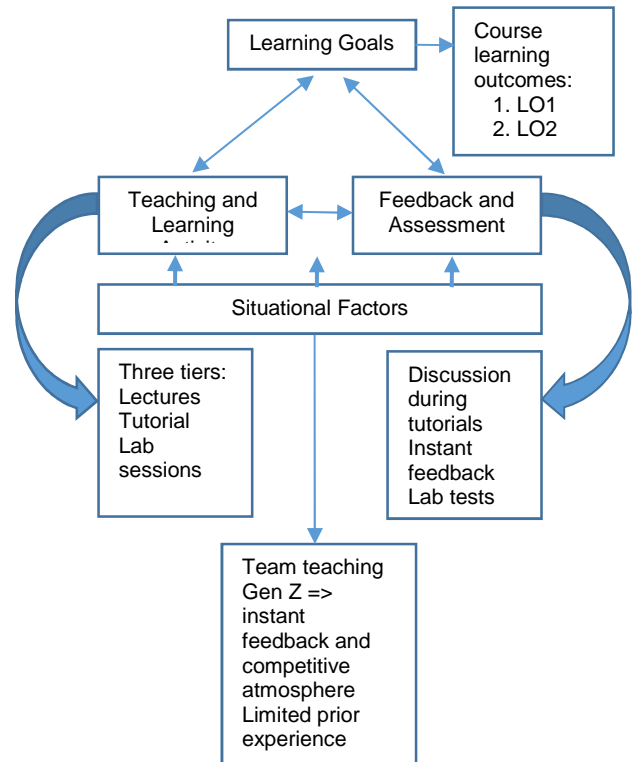 Learning Goals
Course
learning
outcomes:
1. LO1
2. LO2
Teaching and
Learning
Feedback and
Assessment
Situational Factors
Three tiers:
Lectures
Tutorial
Lab
sessions
Discussion
during
tutorials
Instant
feedback
Lab tests
Team teaching
Gen Z =>
instant
feedback and
competitive
atmosphere
Limited prior
experience